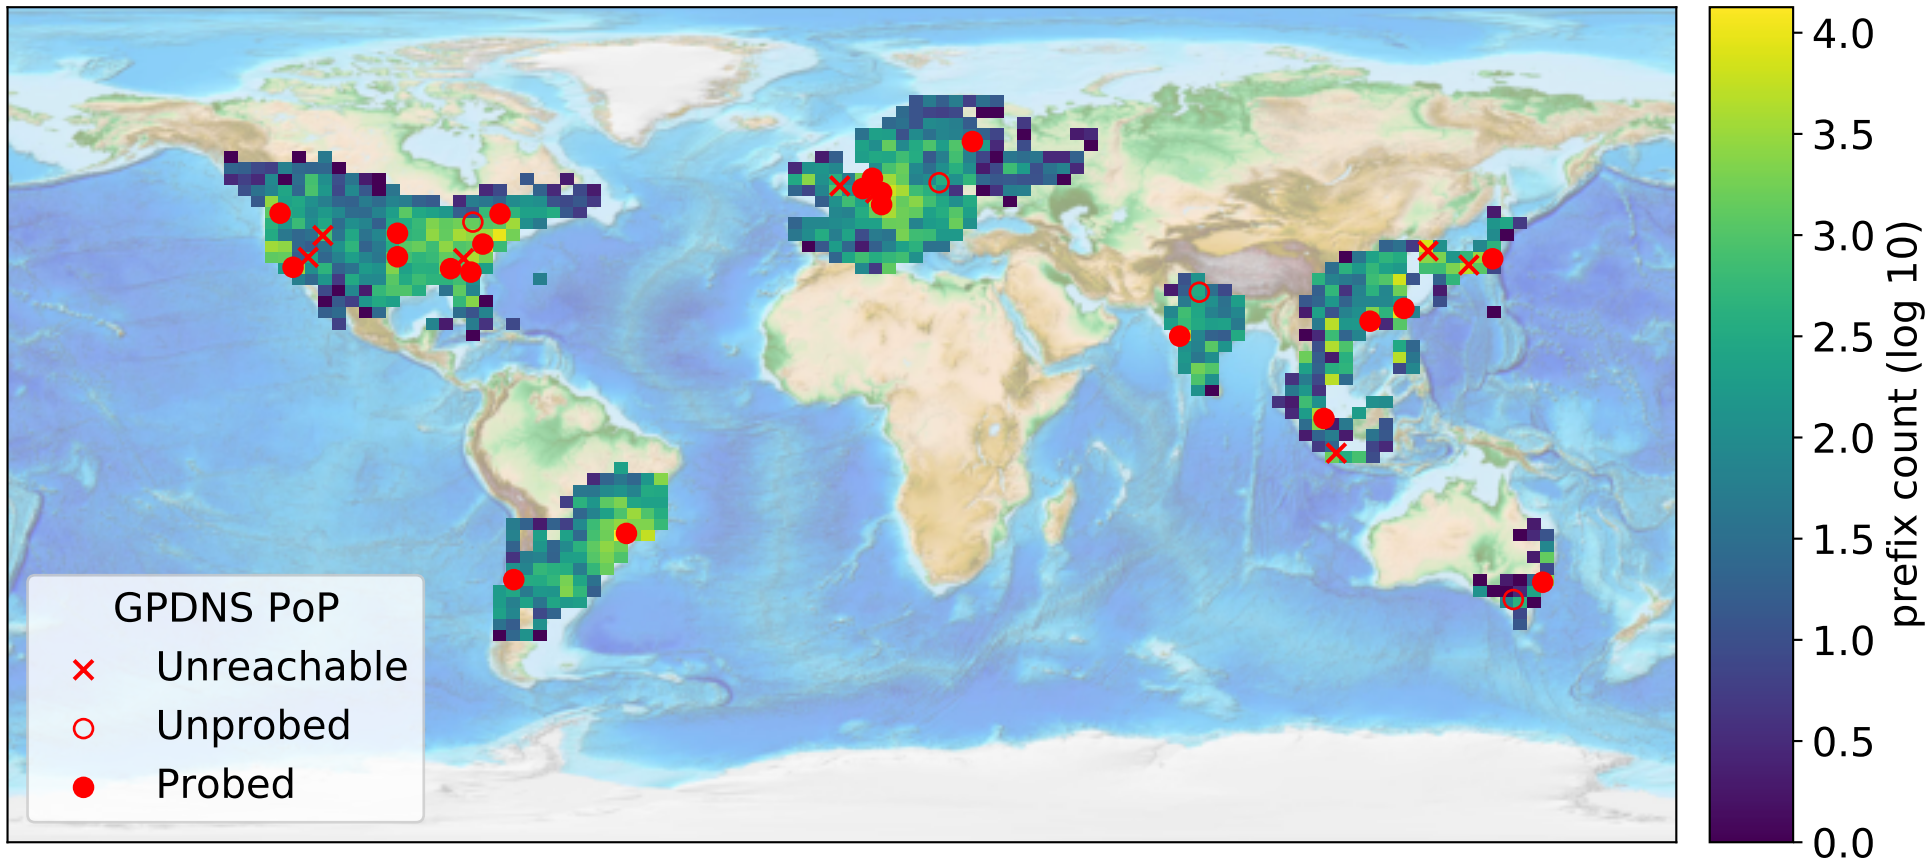 GPDNS PoP
Unreachable
Unprobed
Probed
4.0
3.5
3.0
2.5
2.0
1.5
1.0
0.5
0.0
prefix count (log 10)